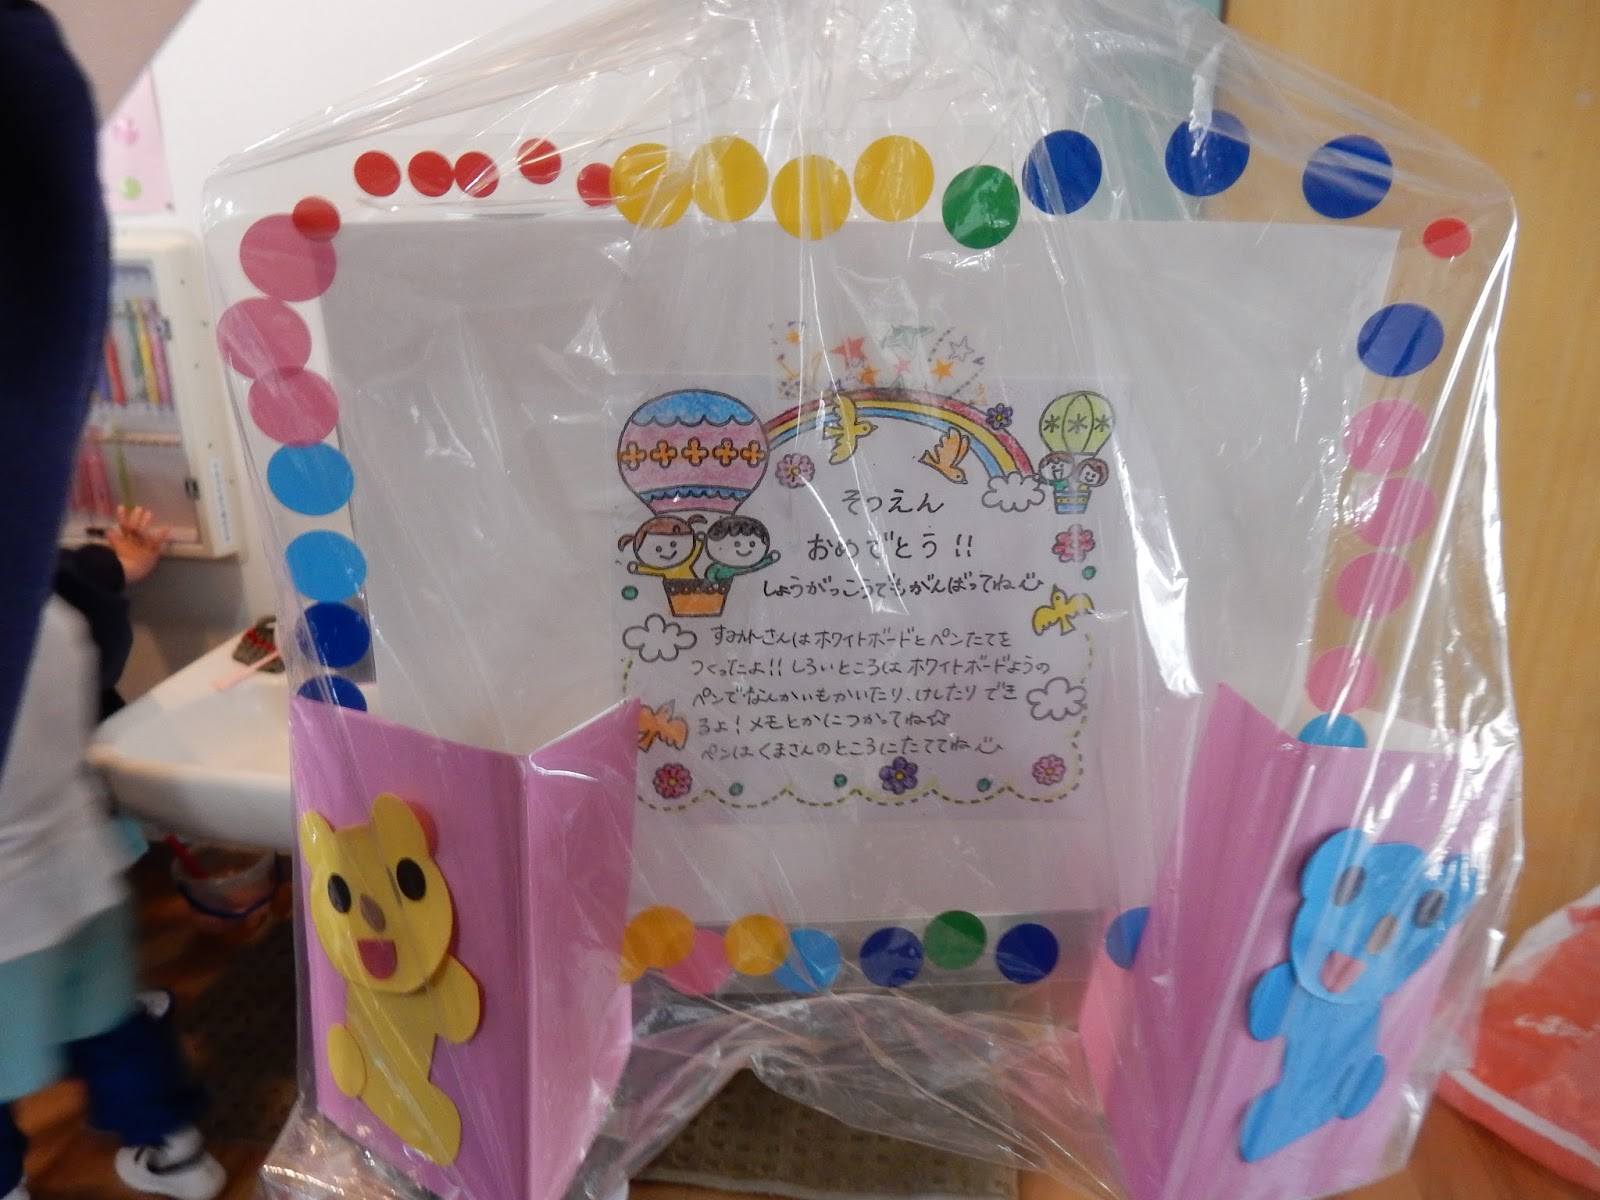 そつえん
おめでとう!!
しょうがっこうでもがんばってね
さんはホワイトボードとペンたてを
つくったよ!! しろいところはホワイトボードようの
ペンでなんかいもかいたり、けしたりでき
るよ! メモとかにつかってね☆
ペンはくまさんのところにたててね